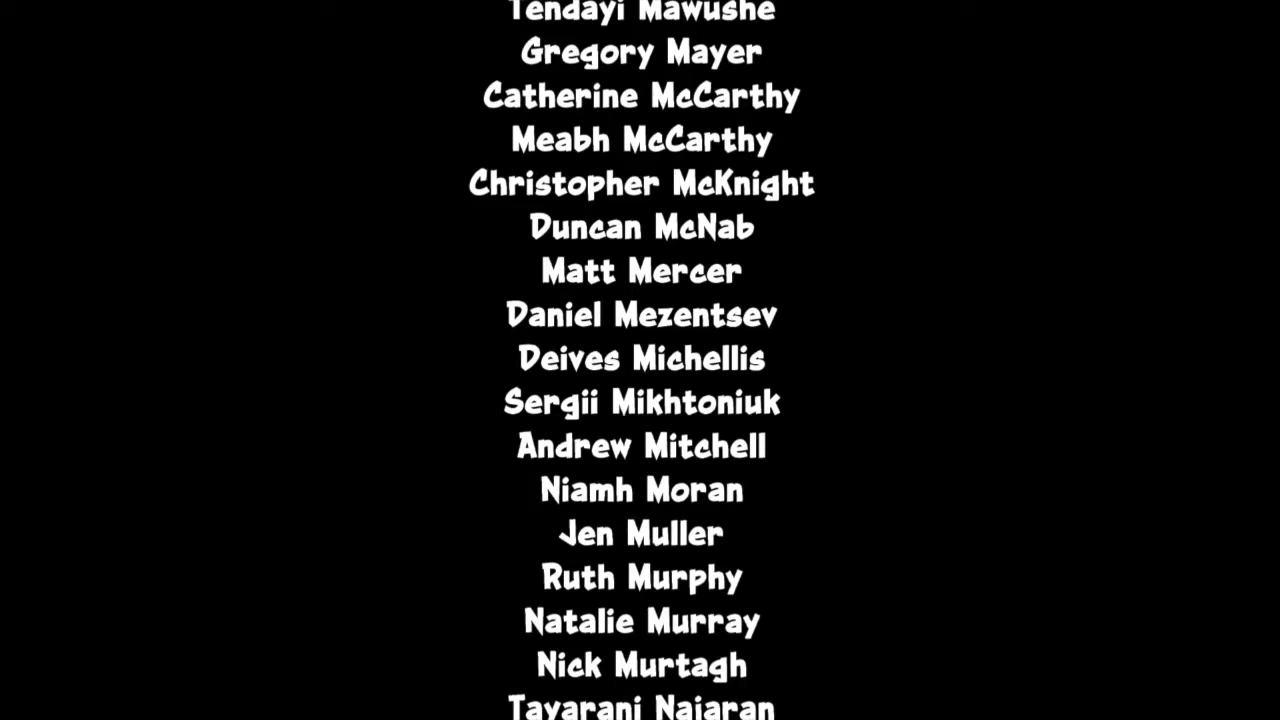 Tendayi Mawushe
Gregory Mayer
Catherine McCarthy
Meabh McCarthy
Christopher McKnight
Duncan McNab
Matt Mercer
Daniel Mezentsev
Deives Michellis
Sergii Mikhtoniuk
Andrew Mitchell
Niamh Moran
Jen Muller
Ruth Murphy
Natalie Murray
Nick Murtagh
Tayarani Najaran